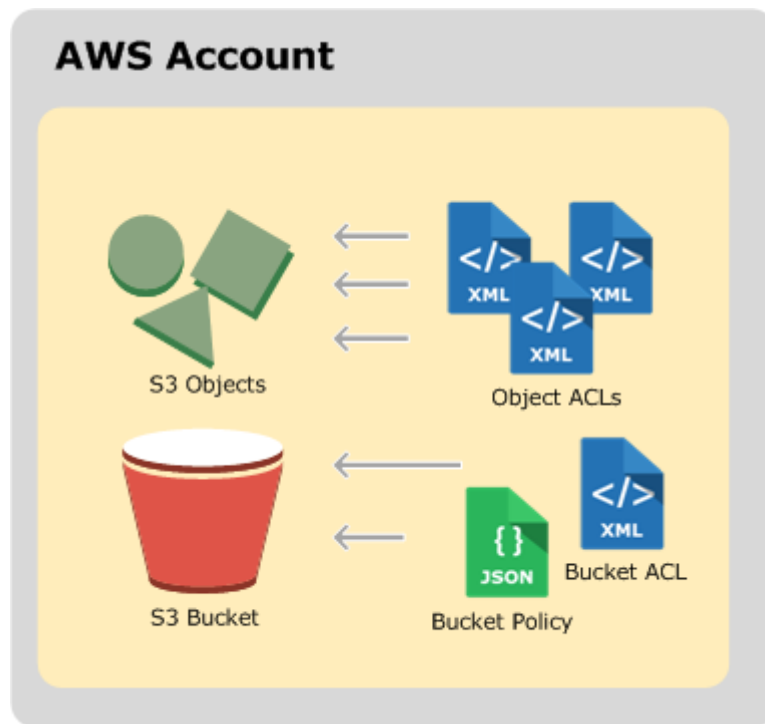 AWS Account
</>
XML
</>
XML
</>
XML
S3 Objects
Object ACLs
</>
XML
{ }
JSON
Bucket ACL
S3 Bucket
Bucket Policy